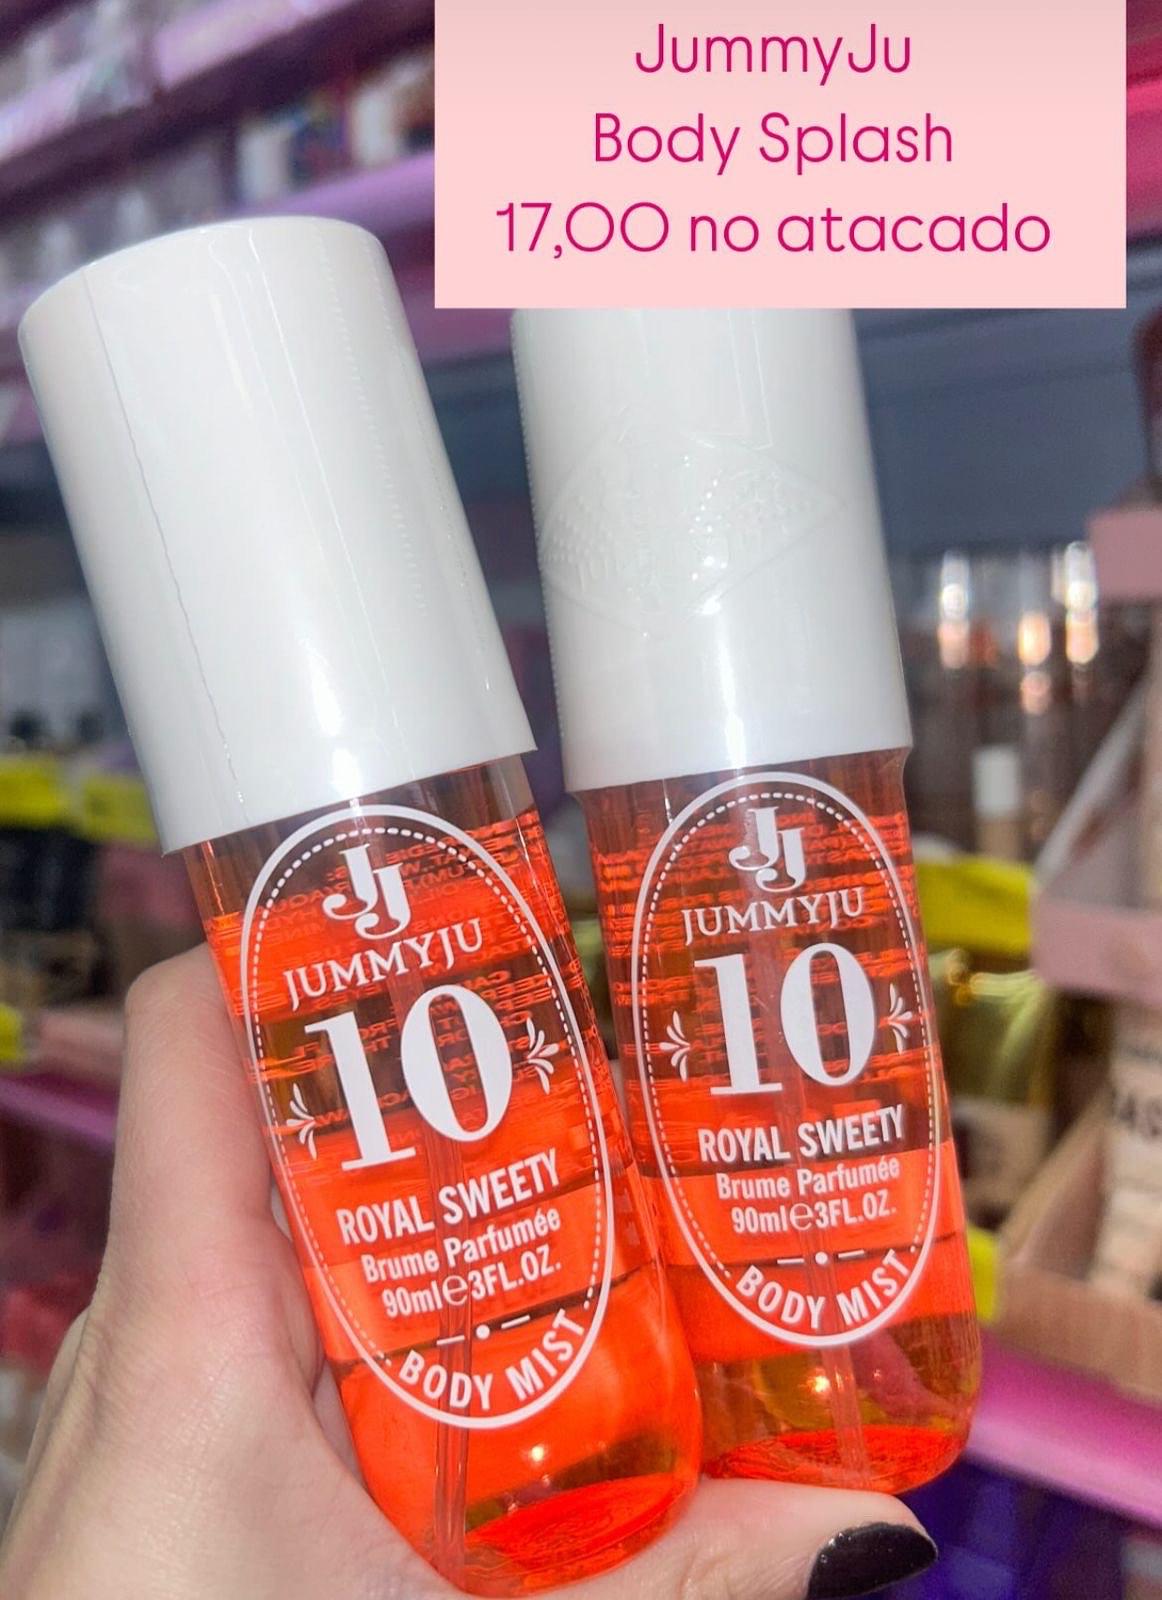 JummyJu
Body Splash
17,00 no atacado
JJ
JUMMYJU
10
ROYAL SWEETY
Brume Parfumée
90ml℮3FL.OZ.
BODY MIST
JJ
JUMMYJU
10
ROYAL SWEETY
Brume Parfumée
90ml℮3FL.OZ.
BODY MIST